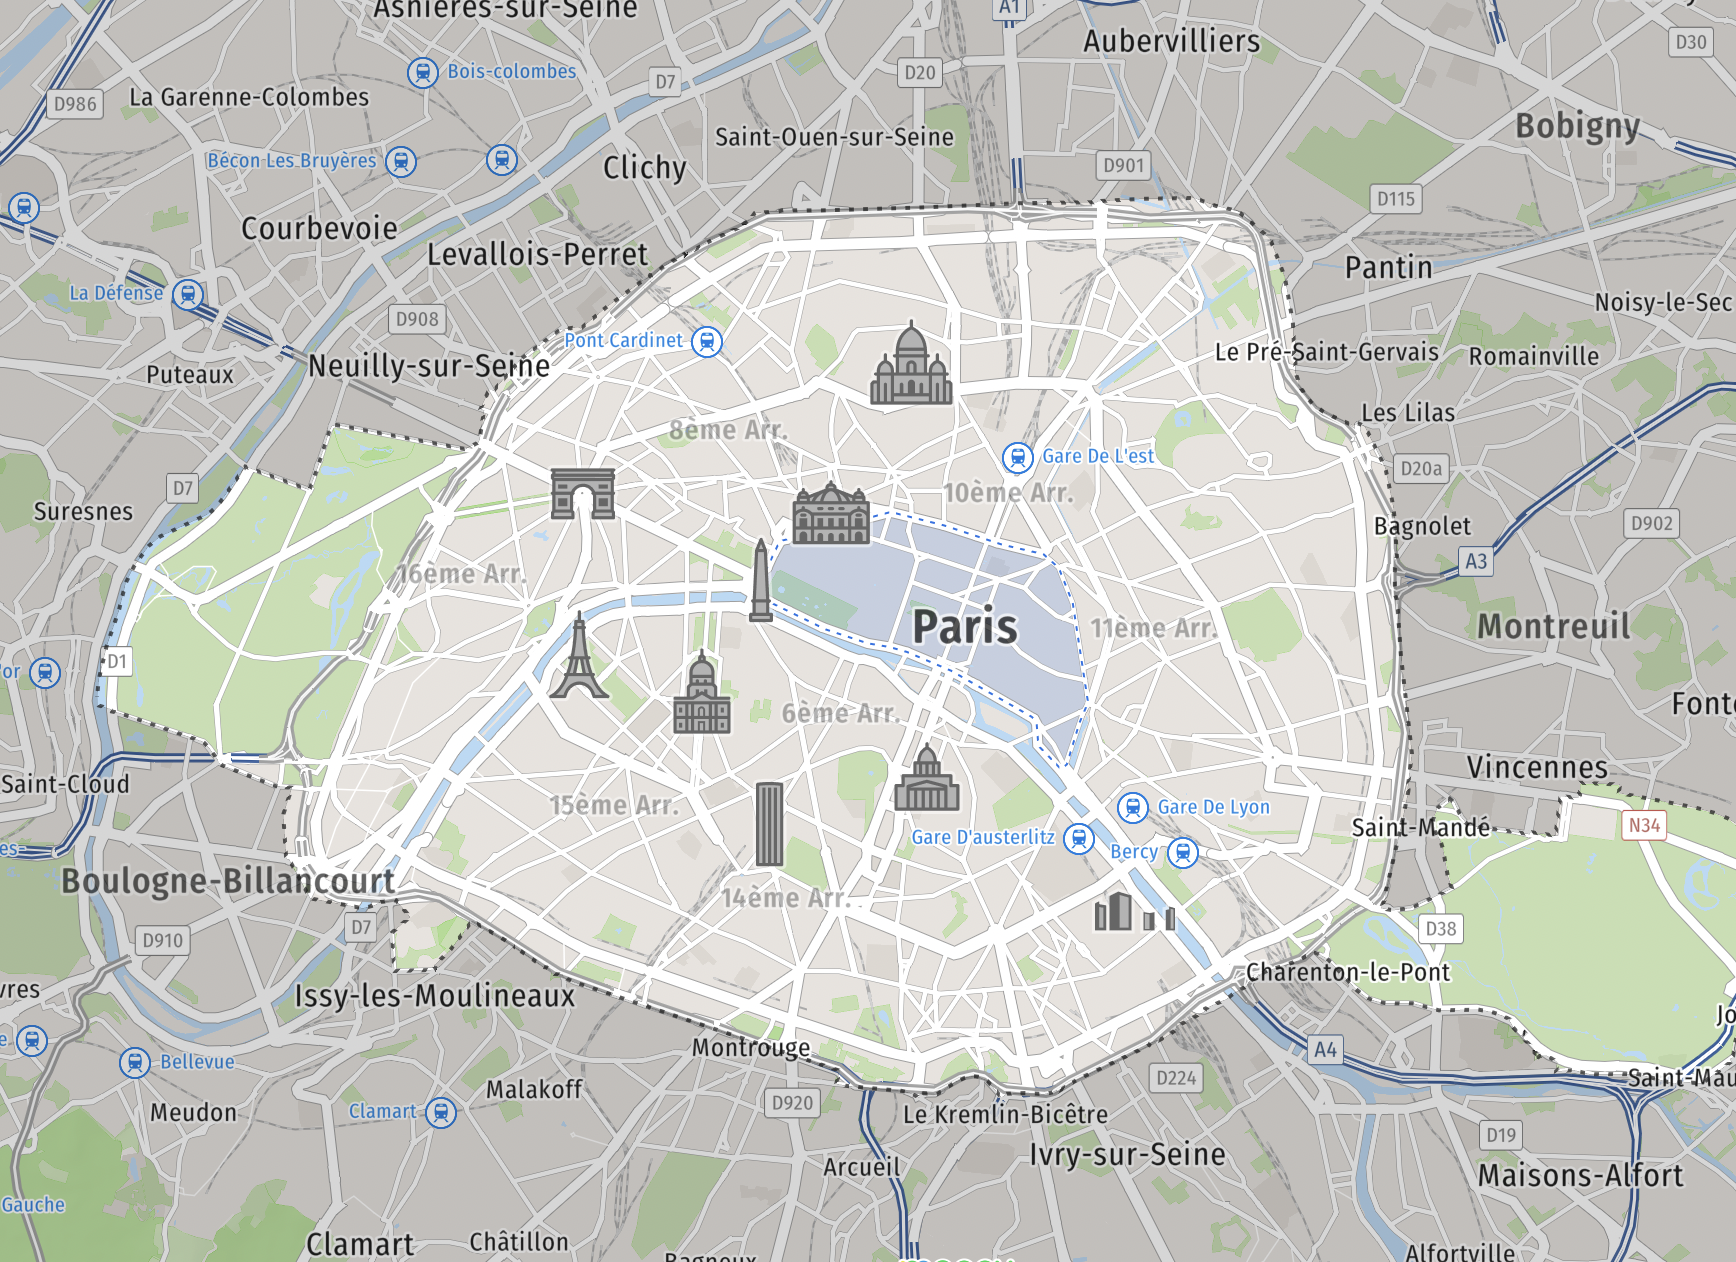 Asnières-sur-Seine
A1
Aubervilliers
D30
Bois-colombes
D7
D20
La Garenne-Colombes
D986
Saint-Ouen-sur-Seine
Bobigny
Bécon Les Bruyères
Clichy
D901
D115
Courbevoie
Levallois-Perret
Pantin
La Défense
Noisy-le-Sec
D908
Pont Cardinet
Le Pré-Saint-Gervais
Romainville
Neuilly-sur-Seine
Puteaux
Les Lilas
8ème Arr.
Gare De L'est
D20a
D7
10ème Arr.
Suresnes
Bagnolet
D902
A3
16ème Arr.
Paris
11ème Arr.
Montreuil
D1
'or
6ème Arr.
Fonte
Vincennes
Saint-Cloud
15ème Arr.
Gare De Lyon
Saint-Mandé
N34
Gare D'austerlitz
Bercy
es-
Boulogne-Billancourt
14ème Arr.
D7
D38
D910
Charenton-le-Pont
vres
Issy-les-Moulineaux
Jo
e
Montrouge
A4
Bellevue
Malakoff
D224
Saint-Mau
Meudon
Clamart
D920
Le Kremlin-Bicêtre
D19
Ivry-sur-Seine
Arcueil
Maisons-Alfort
Gauche
Clamart
Châtillon
Bagneux
Alfortville